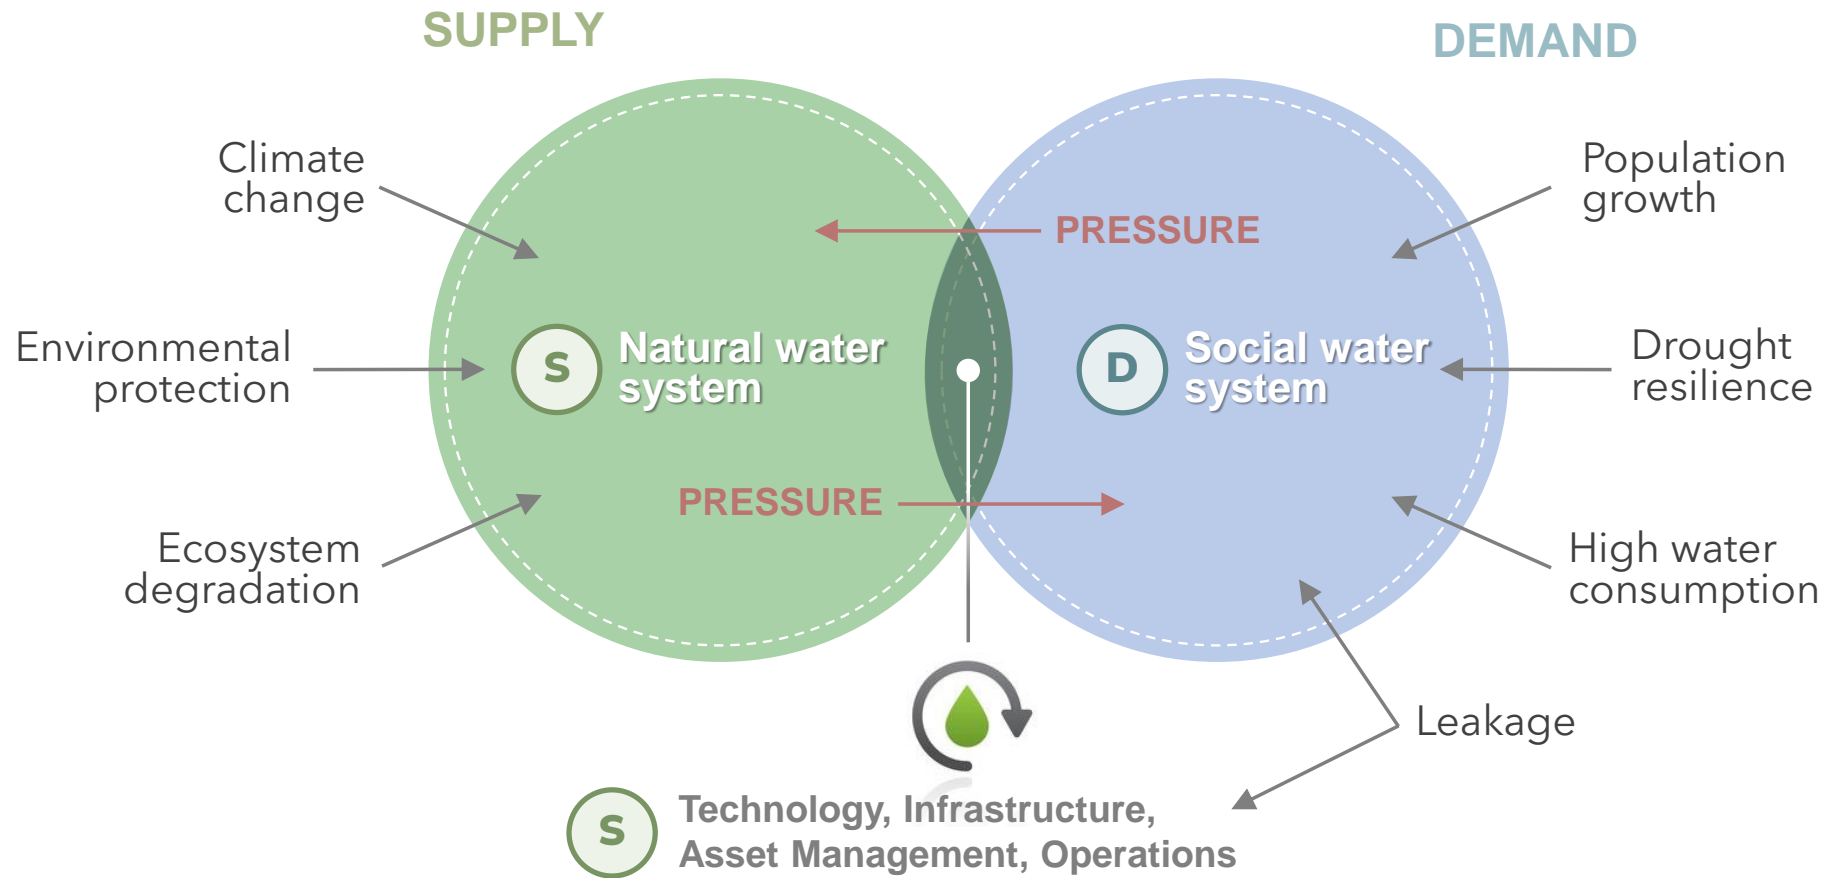 SUPPLY
DEMAND
Climate
change
Population
growth
PRESSURE
Environmental
protection
S
Natural water
system
D
Social water
system
Drought
resilience
PRESSURE
Ecosystem
degradation
High water
consumption
Leakage
S
Technology, Infrastructure,
Asset Management, Operations